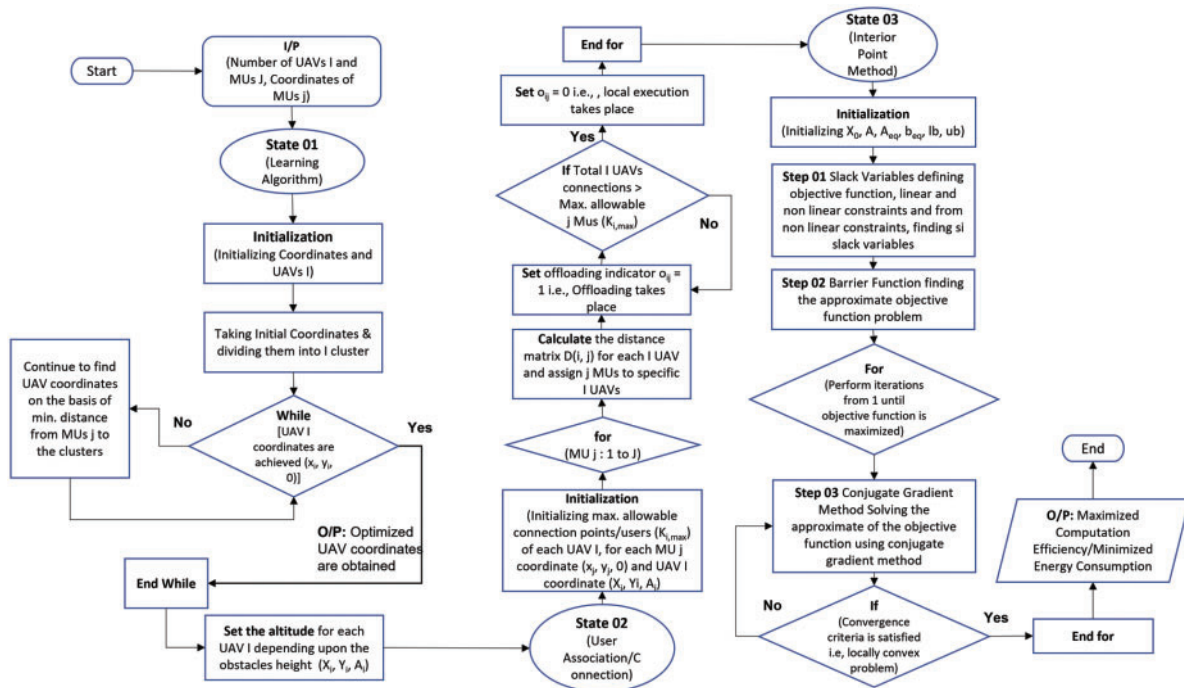 Start
I/P
(Number of UAVs I and
MUs J, Coordinates of
MUs j)
State 01
(Learning
Algorithm)
Initialization
(Initializing Coordinates and
UAVs I)
Taking Initial Coordinates &
dividing them into I cluster
While
[UAV I
coordinates are
achieved (xᵢ, yᵢ,
0)]
No
Yes
Continue to find
UAV coordinates
on the basis of
min. distance
from MUs j to
the clusters
O/P: Optimized
UAV coordinates
are obtained
End While
Set the altitude for each
UAV I depending upon the
obstacles height (Xᵢ, Yᵢ, Aᵢ)
State 02
(User
Association/C
onnection)
Initialization
(Initializing max. allowable
connection points/users (Kᵢ,ₘₐₓ)
of each UAV I, for each MU j
coordinate (xⱼ, yⱼ, 0) and UAV I
coordinate (Xᵢ, Yi, Aᵢ)
for
(MU j : 1 to J)
Calculate the distance
matrix D(i, j) for each I UAV
and assign j MUs to specific
I UAVs
Set offloading indicator oᵢⱼ =
1 i.e., Offloading takes
place
If Total I UAVs
connections >
Max. allowable
j Mus (Kᵢ,ₘₐₓ)
No
Yes
Set oᵢⱼ = 0 i.e., , local execution
takes place
End for
State 03
(Interior
Point
Method)
Initialization
(Initializing X₀, A, A_eq, b_eq, lb, ub)
Step 01 Slack Variables defining
objective function, linear and
non linear constraints and from
non linear constraints, finding si
slack variables
Step 02 Barrier Function finding
the approximate objective
function problem
For
(Perform iterations
from 1 until
objective function is
maximized)
Step 03 Conjugate Gradient
Method Solving the
approximate of the objective
function using conjugate
gradient method
If
(Convergence
criteria is satisfied
i.e, locally convex
problem)
No
Yes
End for
O/P: Maximized
Computation
Efficiency/Minimized
Energy Consumption
End